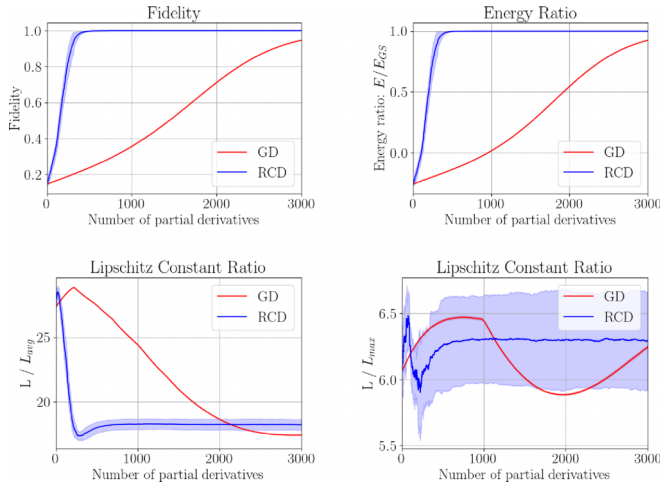 Fidelity
1.0
0.8
0.6
0.4
0.2
Fidelity
GD
RCD
0
1000
2000
3000
Number of partial derivatives
Energy Ratio
1.0
0.5
0.0
Energy ratio: E/E_GS
GD
RCD
0
1000
2000
3000
Number of partial derivatives
Lipschitz Constant Ratio
25
20
L / L_avg
GD
RCD
0
1000
2000
3000
Number of partial derivatives
Lipschitz Constant Ratio
6.5
6.0
5.5
L / L_max
GD
RCD
0
1000
2000
3000
Number of partial derivatives